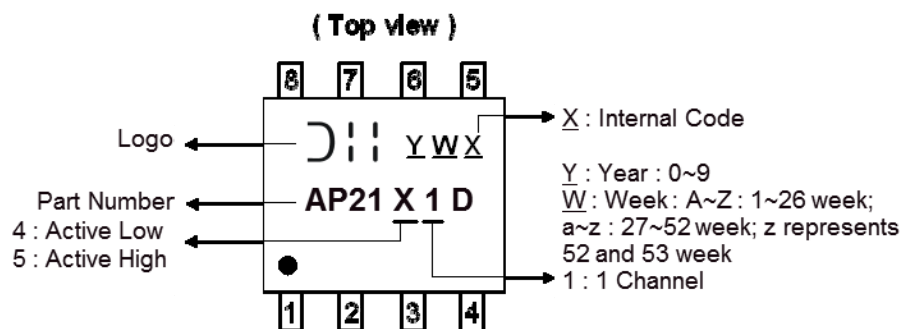 ( Top view )
8 7 6 5
Logo
Y W X
X : Internal Code
Part Number
4 : Active Low
5 : Active High
AP21 X 1 D
Y : Year : 0~9
W : Week : A~Z : 1~26 week;
a~z : 27~52 week; z represents
52 and 53 week
1 : 1 Channel
1 2 3 4